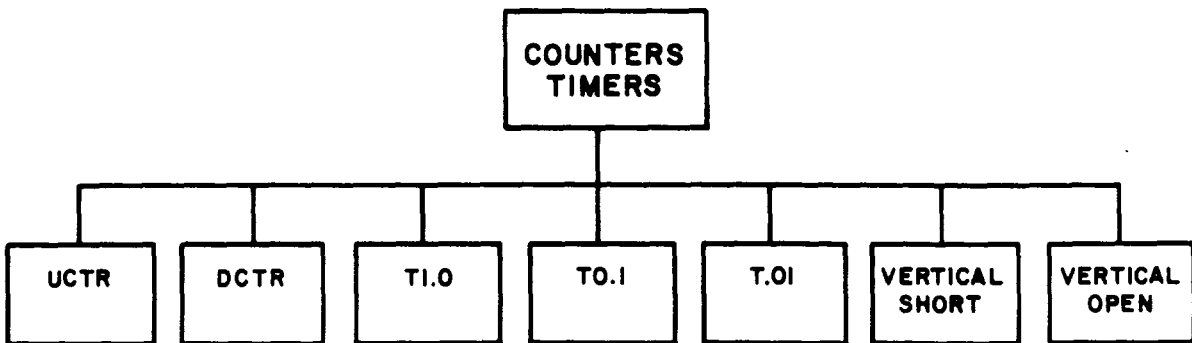 COUNTERS
TIMERS
UCTR
DCTR
T1.0
T0.1
T.01
VERTICAL
SHORT
VERTICAL
OPEN